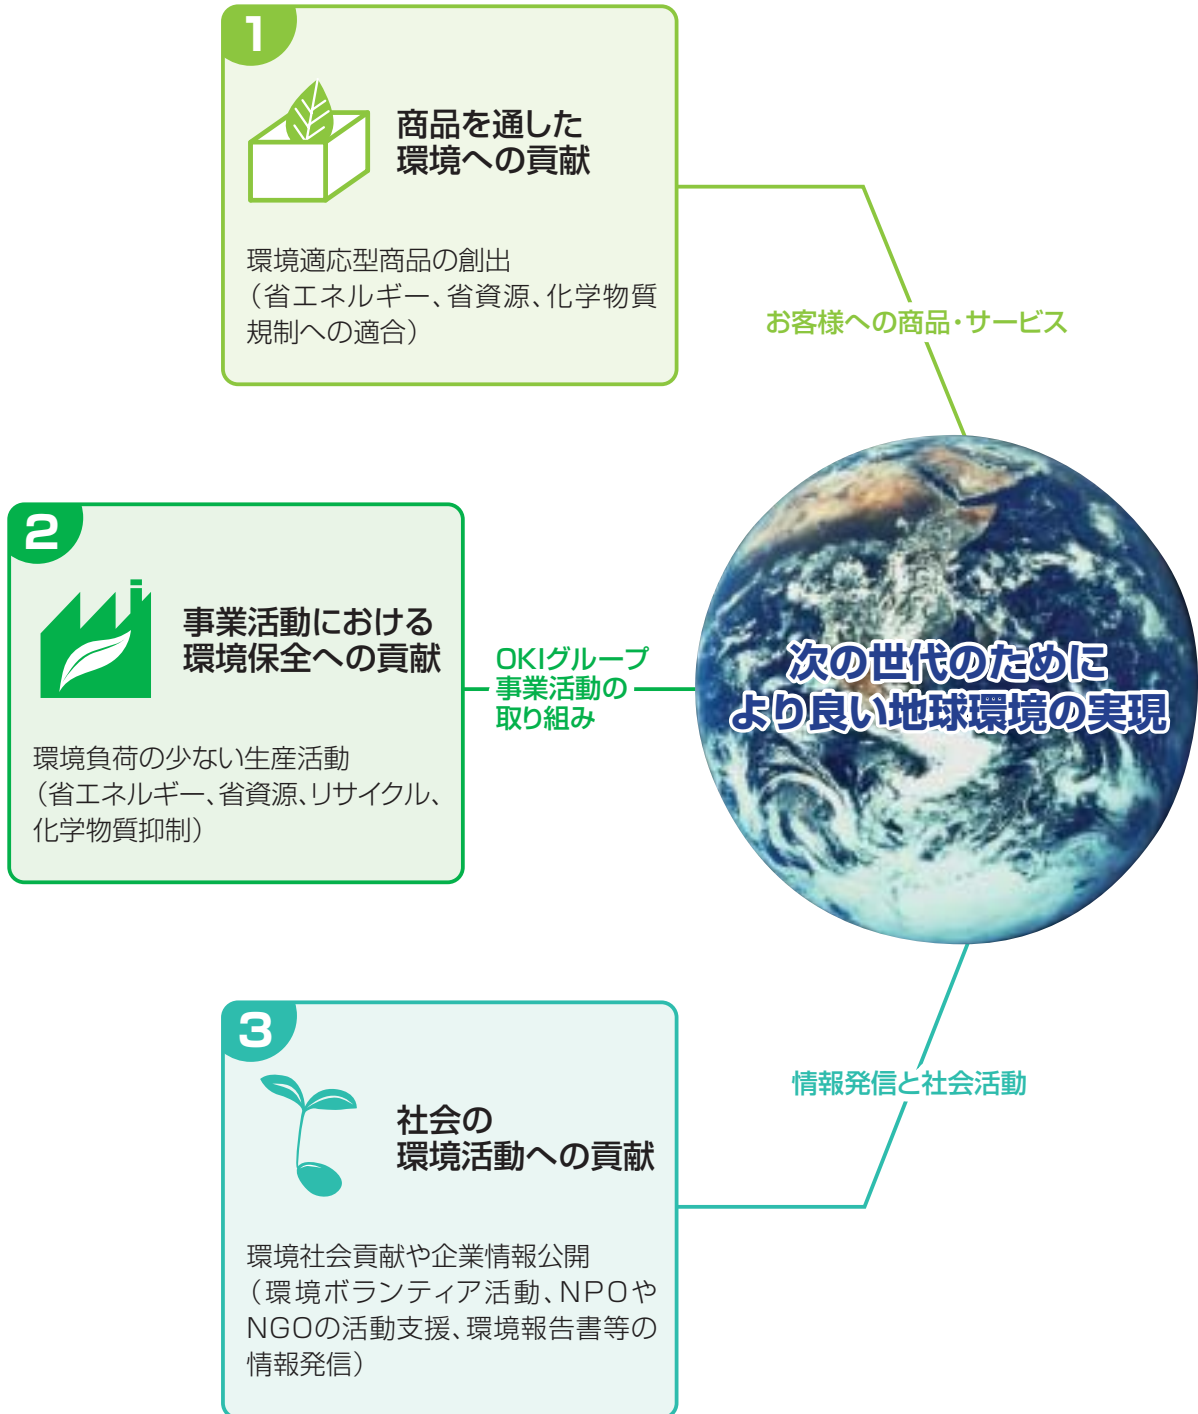 1
商品を通した
環境への貢献
環境適応型商品の創出
（省エネルギー、省資源、化学物質
規制への適合）
お客様への商品・サービス
2
事業活動における
環境保全への貢献
環境負荷の少ない生産活動
（省エネルギー、省資源、リサイクル、
化学物質抑制）
OKIグループ
事業活動の
取り組み
次の世代のために
より良い地球環境の実現
3
社会の
環境活動への貢献
環境社会貢献や企業情報公開
（環境ボランティア活動、NPOや
NGOの活動支援、環境報告書等の
情報発信）
情報発信と社会活動